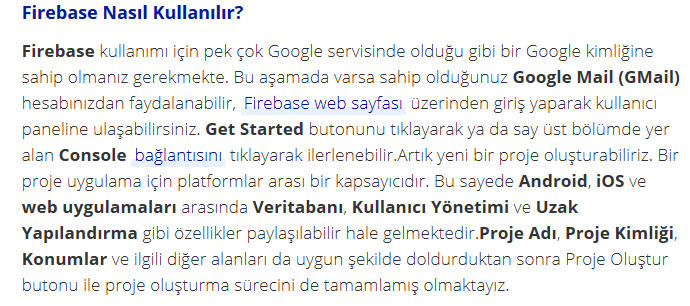 Firebase Nasıl Kullanılır?
Firebase kullanımı için pek çok Google servisinde olduğu gibi bir Google kimliğine
sahip olmanız gerekmekte. Bu aşamada varsa sahip olduğunuz Google Mail (GMail)
hesabınızdan faydalanabilir, Firebase web sayfası üzerinden giriş yaparak kullanıcı
paneline ulaşabilirsiniz. Get Started butonunu tıklayarak ya da say üst bölümde yer
alan Console bağlantısını tıklayarak ilerlenebilir.Artık yeni bir proje oluşturabiliriz. Bir
proje uygulama için platformlar arası bir kapsayıcıdır. Bu sayede Android, iOS ve
web uygulamaları arasında Veritabanı, Kullanıcı Yönetimi ve Uzak
Yapılandırma gibi özellikler paylaşılabilir hale gelmektedir.Proje Adı, Proje Kimliği,
Konumlar ve ilgili diğer alanları da uygun şekilde doldurduktan sonra Proje Oluştur
butonu ile proje oluşturma sürecini de tamamlamış olmaktayız.